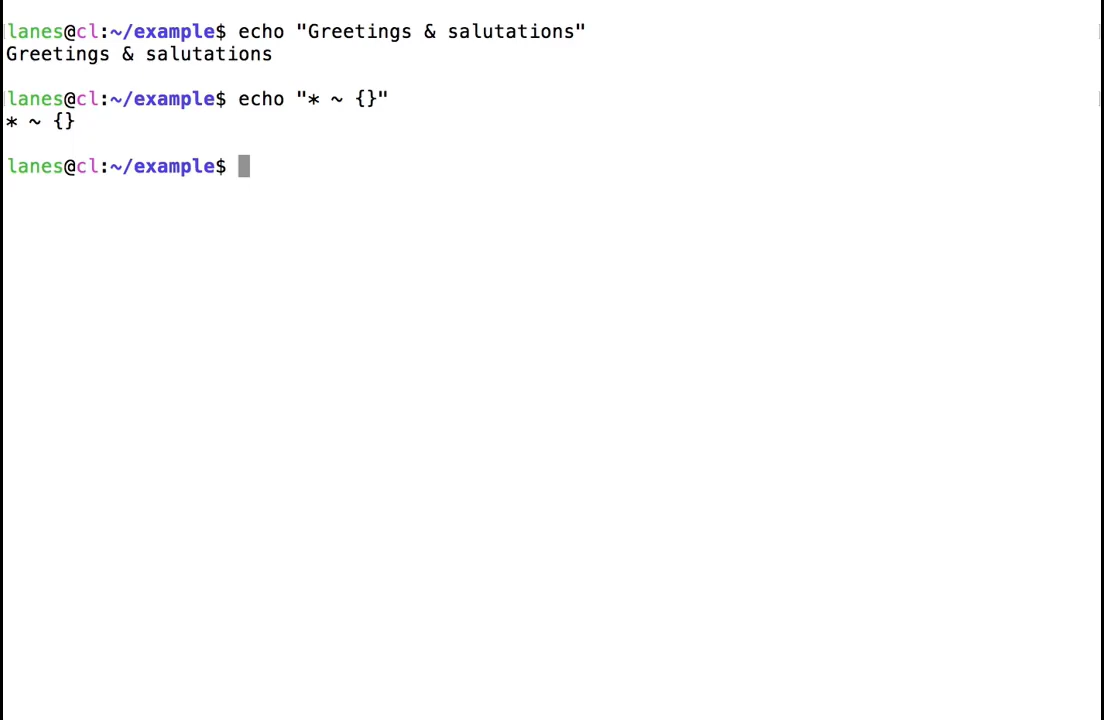 lanes@cl:~/example$ echo "Greetings & salutations"
Greetings & salutations
lanes@cl:~/example$ echo "* ~ {}"
* ~ {}
lanes@cl:~/example$